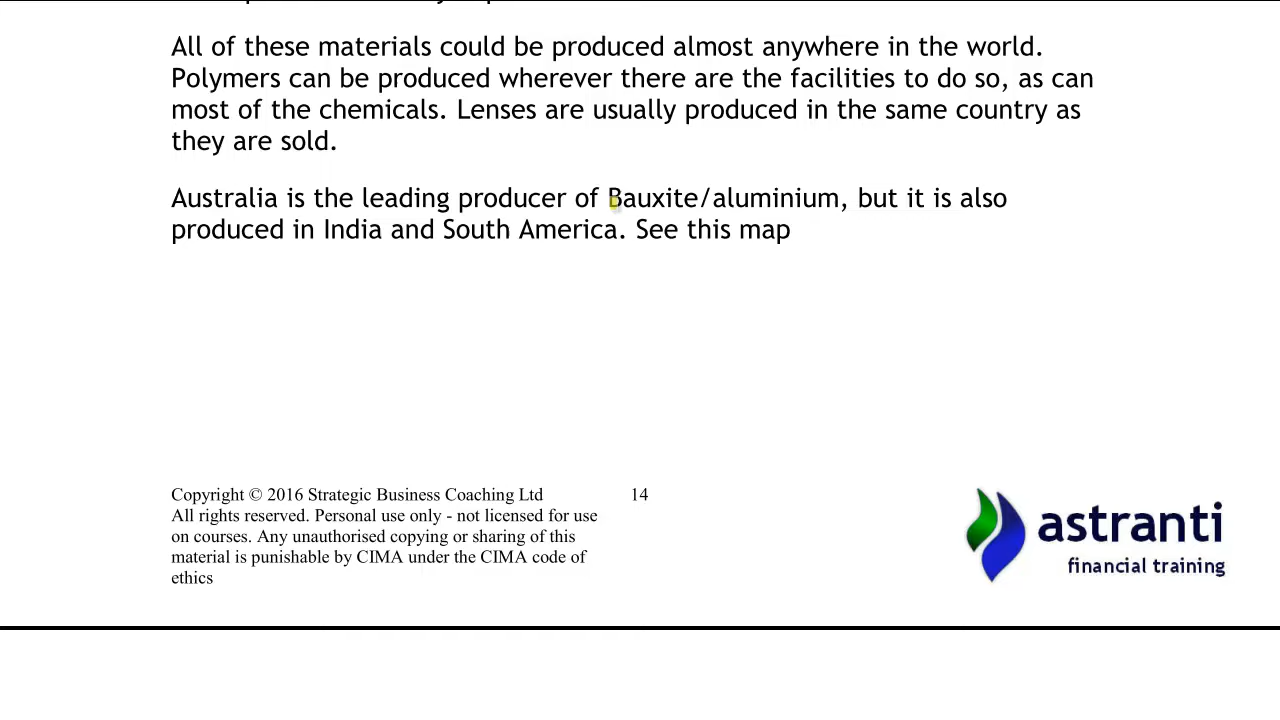 All of these materials could be produced almost anywhere in the world.
Polymers can be produced wherever there are the facilities to do so, as can
most of the chemicals. Lenses are usually produced in the same country as
they are sold.
Australia is the leading producer of Bauxite/aluminium, but it is also
produced in India and South America. See this map
Copyright © 2016 Strategic Business Coaching Ltd 14
All rights reserved. Personal use only - not licensed for use
on courses. Any unauthorised copying or sharing of this
material is punishable by CIMA under the CIMA code of
ethics
astranti
financial training